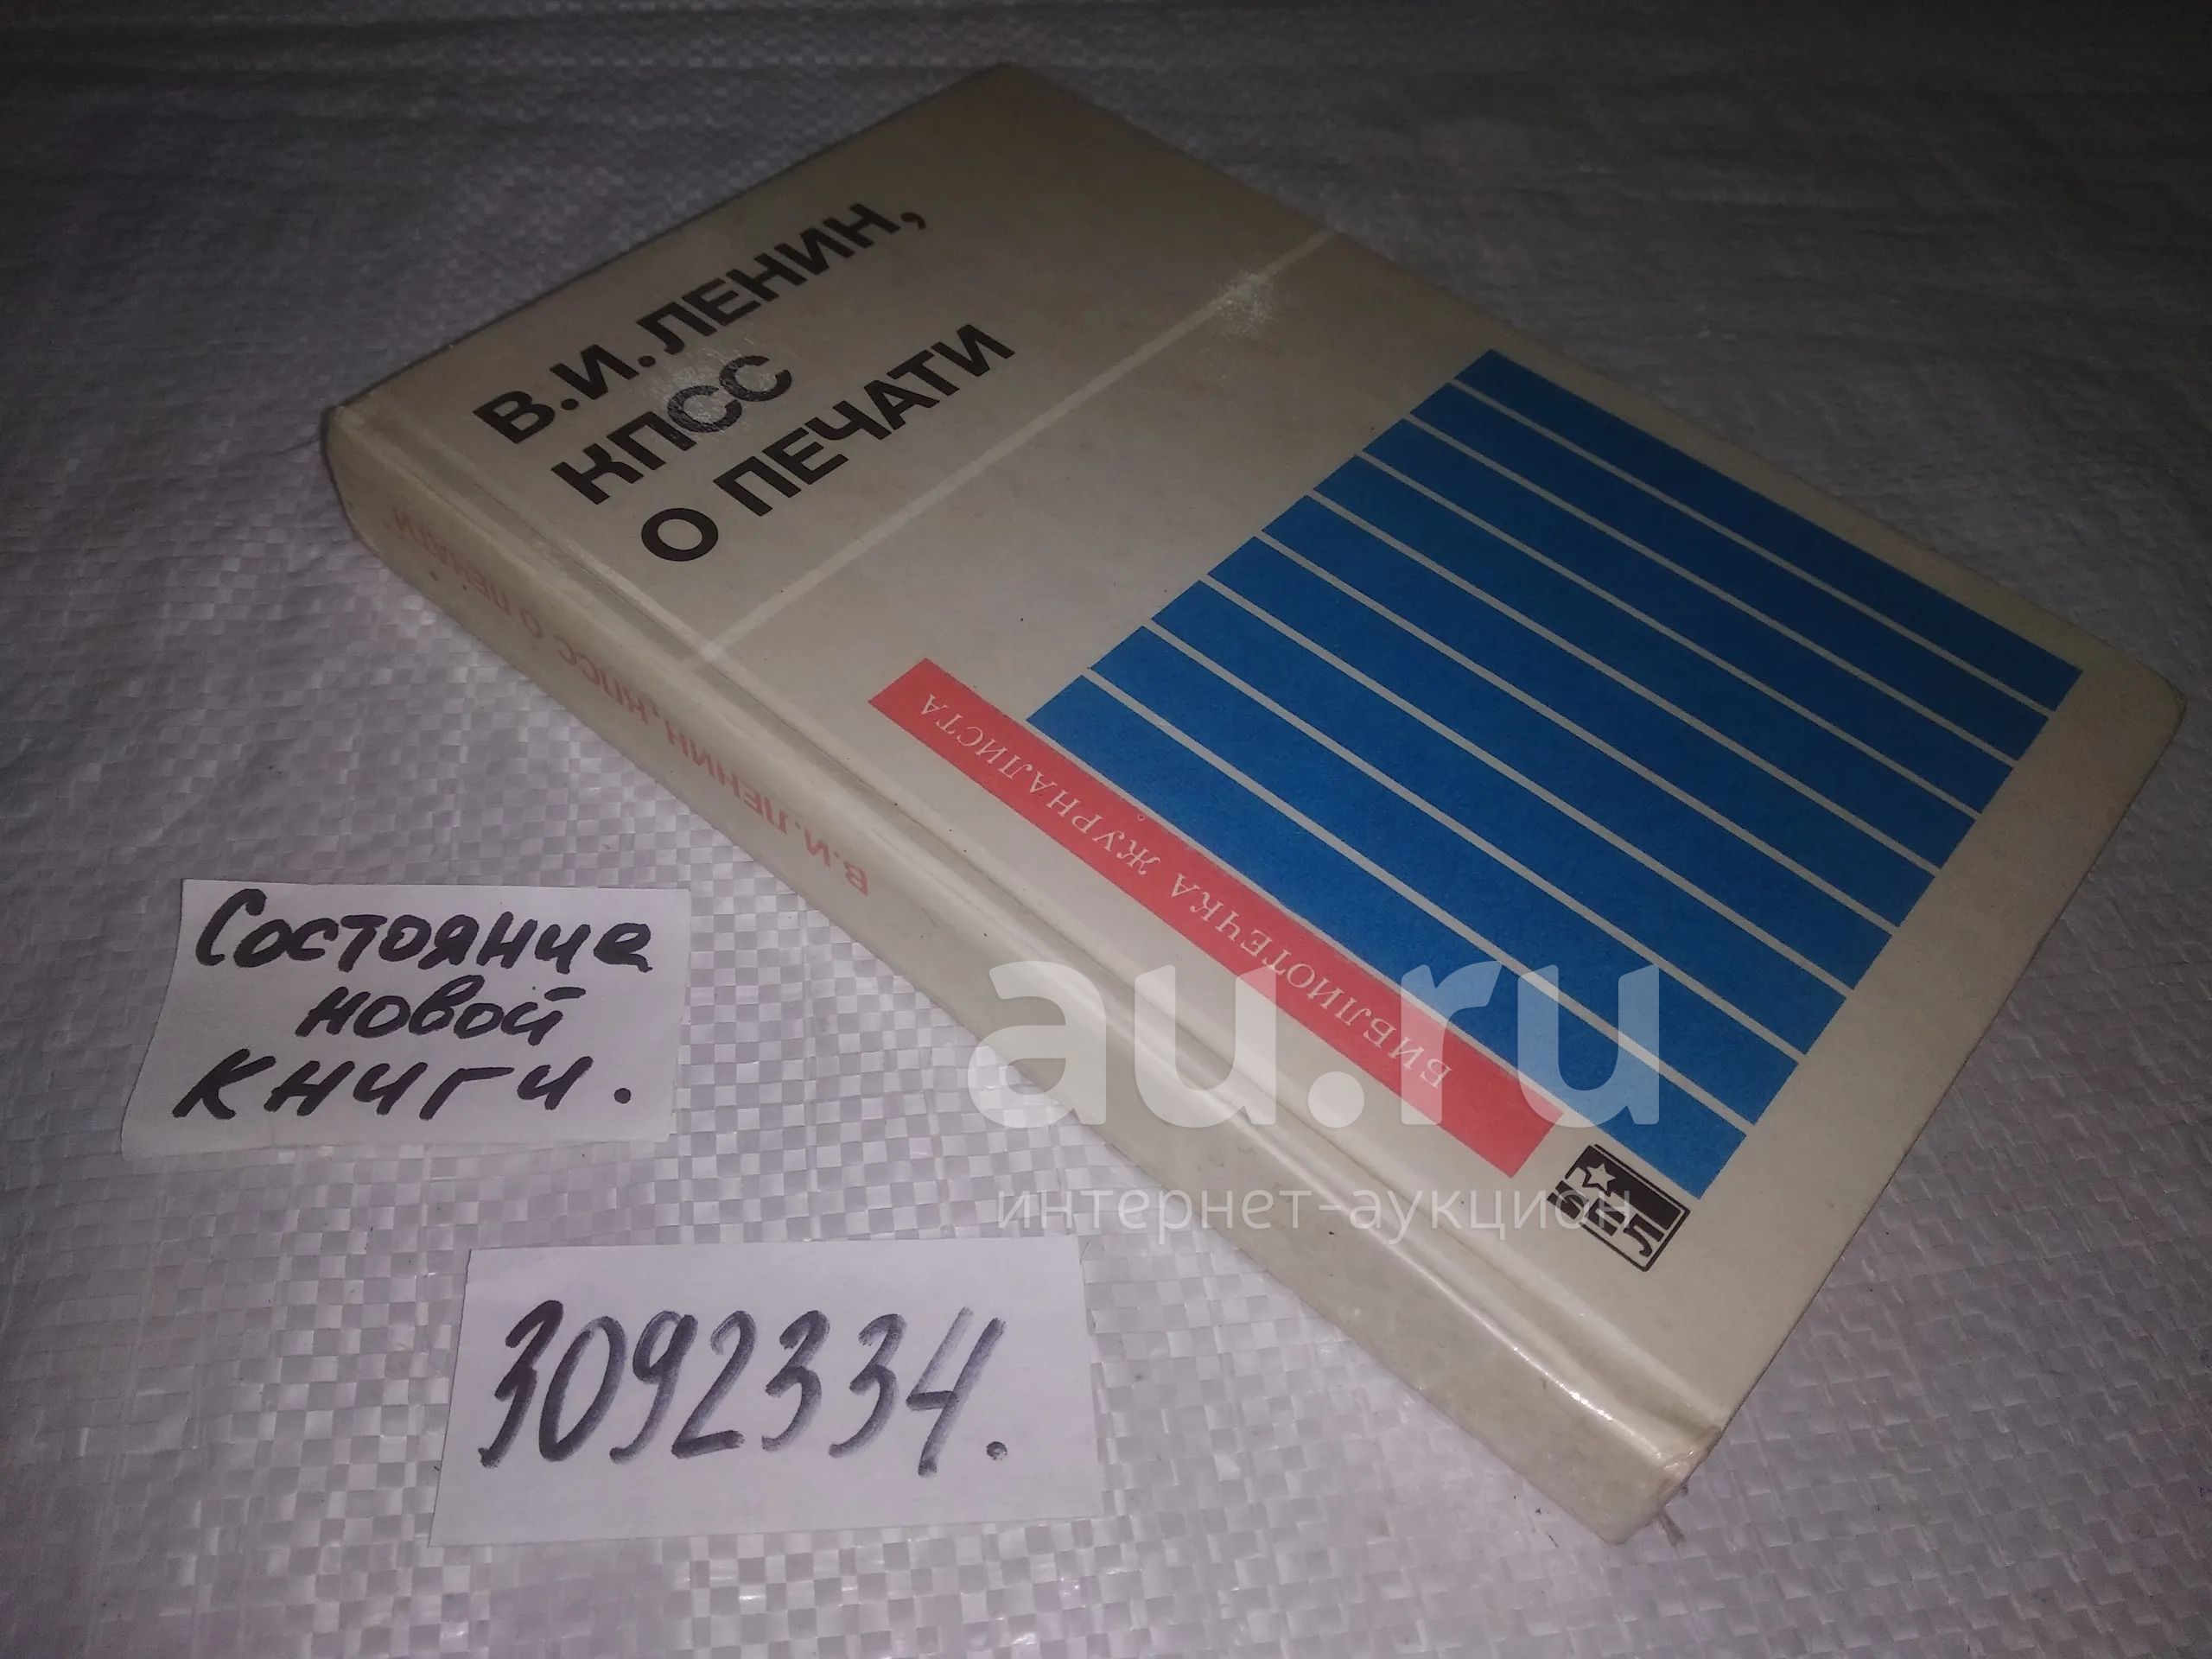 В.И.ЛЕНИН,
КПСС
О ПЕЧАТИ
БИБЛИОТЕЧКА ЖУРНАЛИСТА
В.И.ЛЕНИН, КПСС О ПЕЧАТИ
Состояние
новой
книги.
3092334.
au.ru
интернет-аукцион